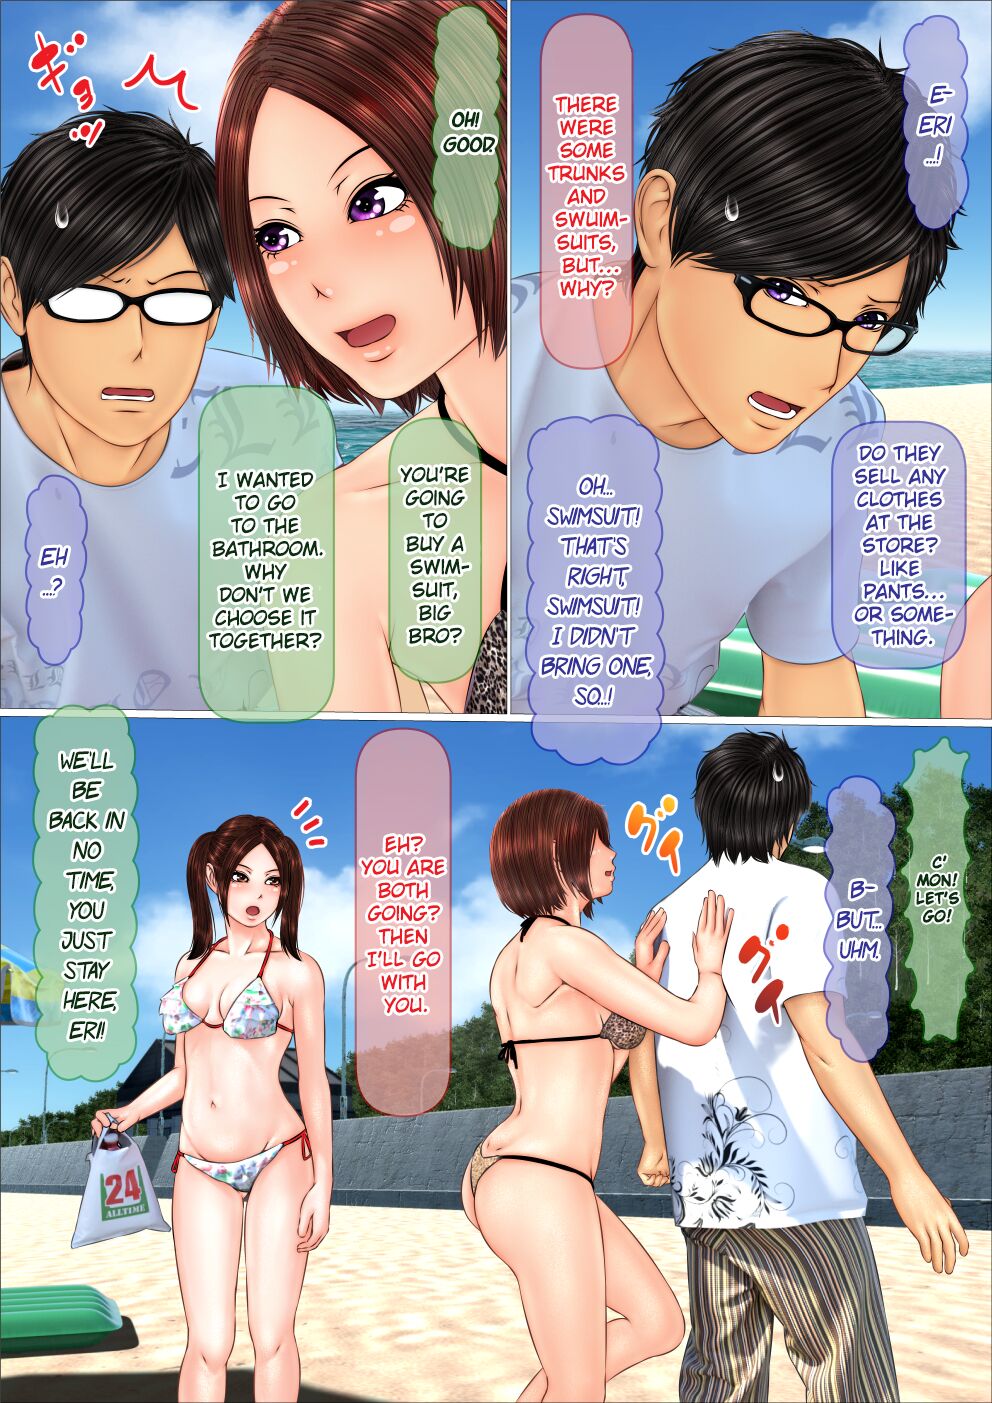 E-
ERI
...!
THERE
WERE
SOME
TRUNKS
AND
SWUIM-
SUITS,
BUT...
WHY?
DO THEY
SELL ANY
CLOTHES
AT THE
STORE?
LIKE
PANTS...
OR SOME-
THING.
OH...
SWIMSUIT!
THAT'S
RIGHT,
SWIMSUIT!
I DIDN'T
BRING ONE,
SO...!
OH!
GOOD.
ギョッ
YOU'RE
GOING
TO
BUY A
SWIM-
SUIT,
BIG
BRO?
I WANTED
TO GO
TO THE
BATHROOM.
WHY
DON'T WE
CHOOSE IT
TOGETHER?
EH
...?
C'
MON!
LET'S
GO!
B-
BUT...
UHM.
グイ
グイ
EH?
YOU ARE
BOTH
GOING?
THEN
I'LL GO
WITH
YOU.
WE'LL
BE
BACK IN
NO
TIME,
YOU
JUST
STAY
HERE,
ERI!
24
ALLTIME